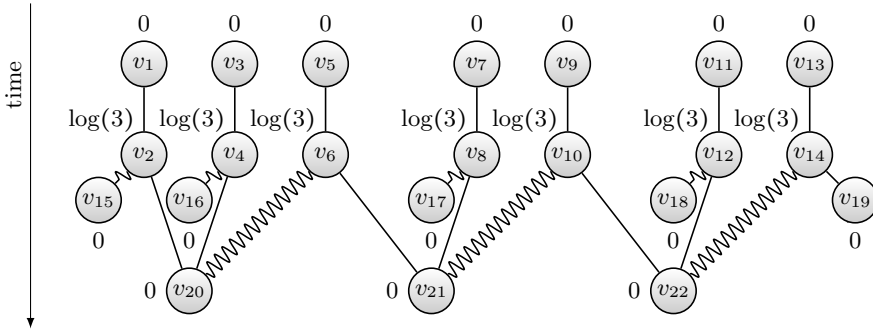 0 0 0 0 0 0 0
time
v1 v3 v5 v7 v9 v11 v13
log(3) log(3) log(3) log(3) log(3) log(3) log(3)
v2 v4 v6 v8 v10 v12 v14
v15 v16 v17 v18 v19
0 0 0 0 0
0 v20 0 v21 0 v22